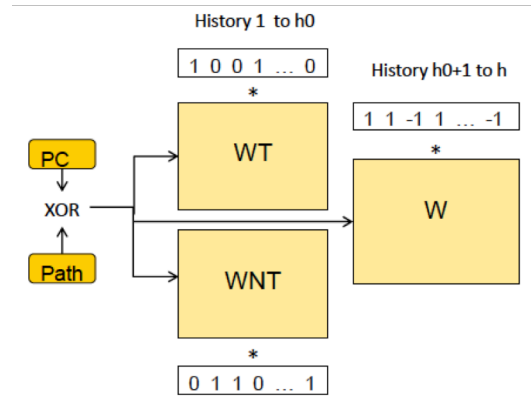 History 1 to h0
1 0 0 1 ... 0
History h0+1 to h
*
1 1 -1 1 ... -1
WT
*
PC
W
XOR
WNT
Path
*
0 1 1 0 ... 1